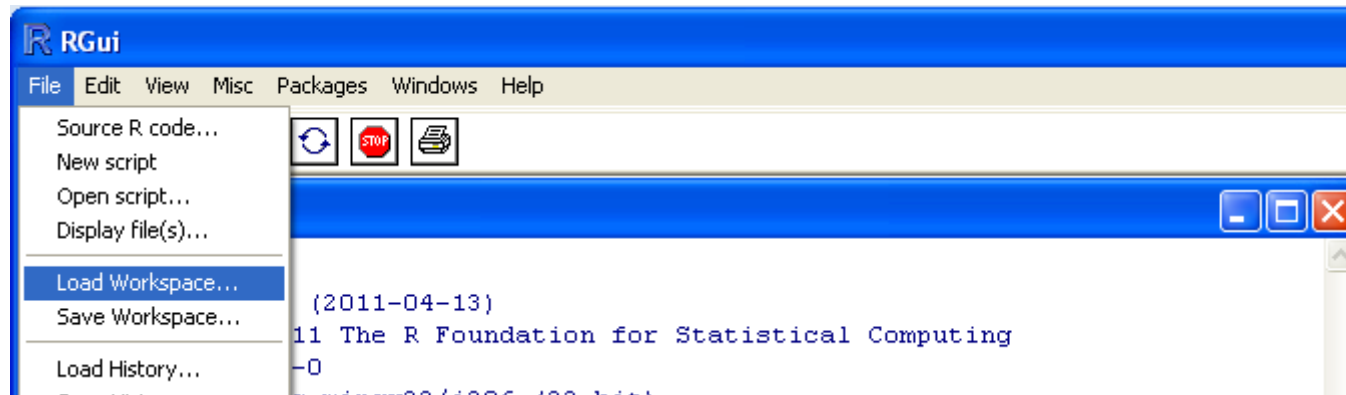 RGui
File Edit View Misc Packages Windows Help
Source R code...
New script
Open script...
Display file(s)...
STOP
Load Workspace...
Save Workspace...
Load History...
(2011-04-13)
11 The R Foundation for Statistical Computing
-0